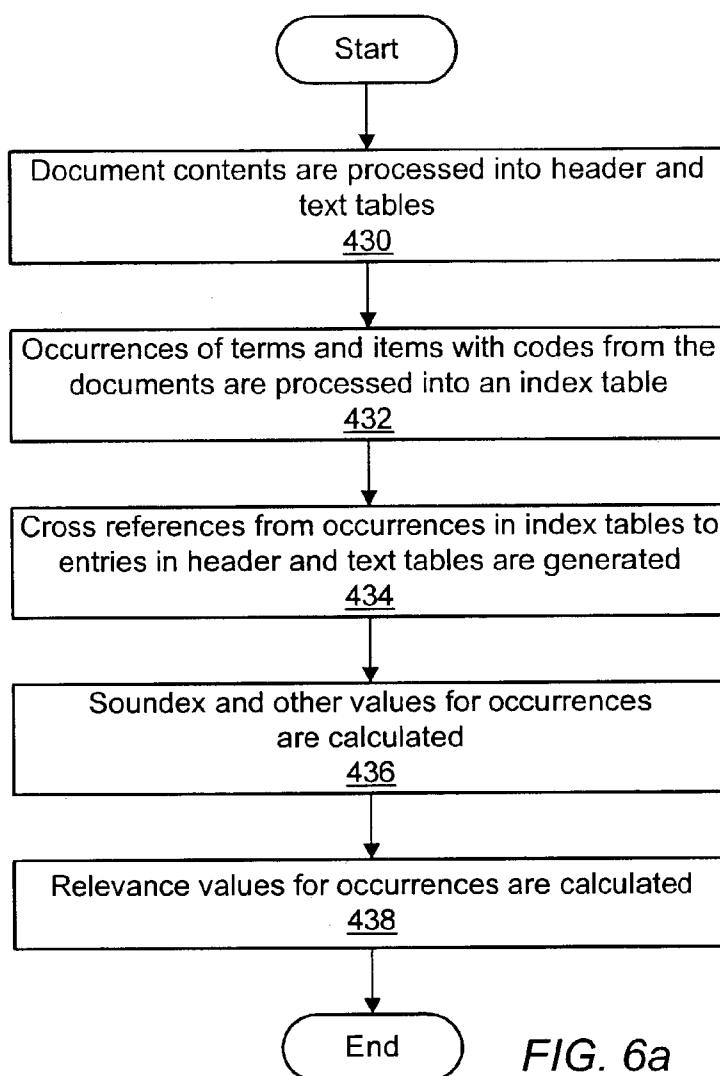 Start
Document contents are processed into header and
text tables
430
Occurrences of terms and items with codes from the
documents are processed into an index table
432
Cross references from occurrences in index tables to
entries in header and text tables are generated
434
Soundex and other values for occurrences
are calculated
436
Relevance values for occurrences are calculated
438
End
FIG. 6a